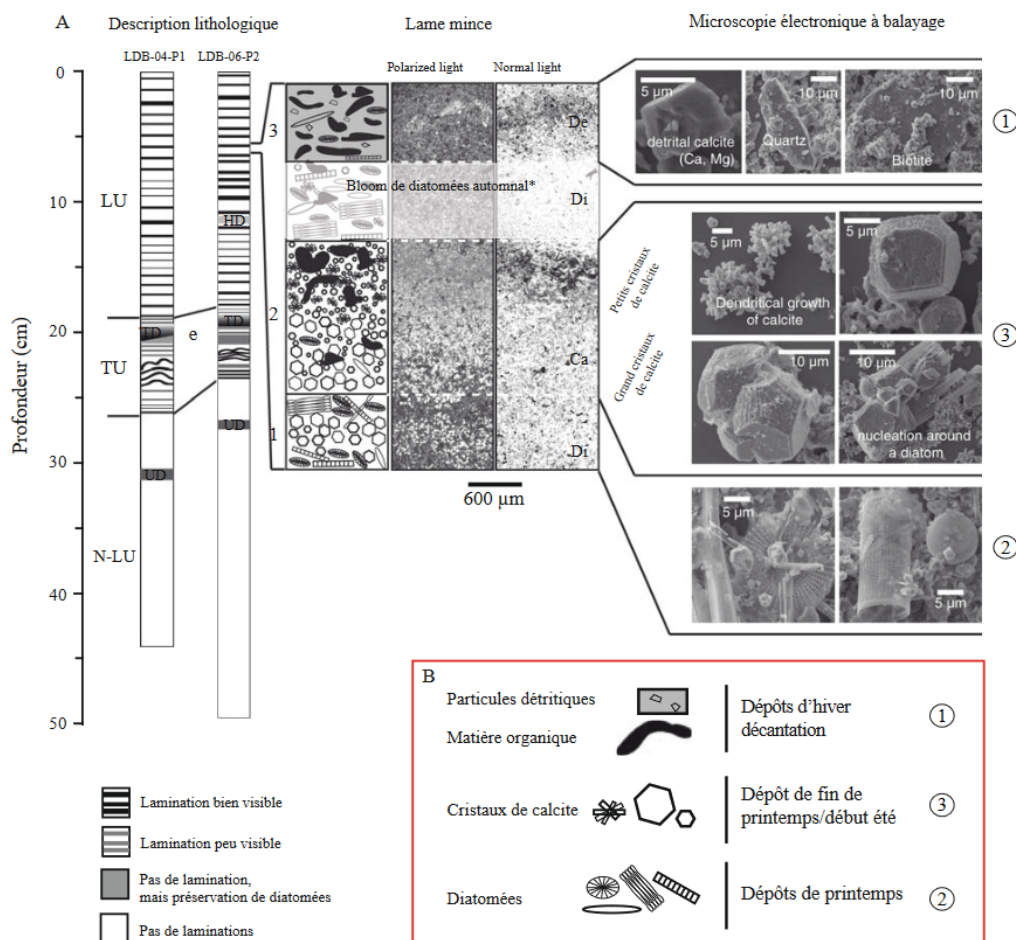 A
Description lithologique
Lame mince
Microscopie électronique à balayage
LDB-04-P1
LDB-06-P2
Polarized light
Normal light
Profondeur (cm)
0
10
20
30
40
50
LU
TU
N-LU
TD
UD
HD
TD
UD
e
3
2
1
Bloom de diatomées automnal*
De
Di
Ca
Di
600 µm
5 µm
detrital calcite
(Ca, Mg)
10 µm
Quartz
10 µm
Biotite
1
Petits cristaux
de calcite
5 µm
Dendritical growth
of calcite
5 µm
Grand cristaux
de calcite
10 µm
10 µm
nucleation around
a diatom
3
5 µm
5 µm
2
Lamination bien visible
Lamination peu visible
Pas de lamination,
mais préservation de diatomées
Pas de laminations
B
Particules détritiques
Matière organique
Dépôts d'hiver
décantation
1
Cristaux de calcite
Dépôt de fin de
printemps/début été
3
Diatomées
Dépôts de printemps
2